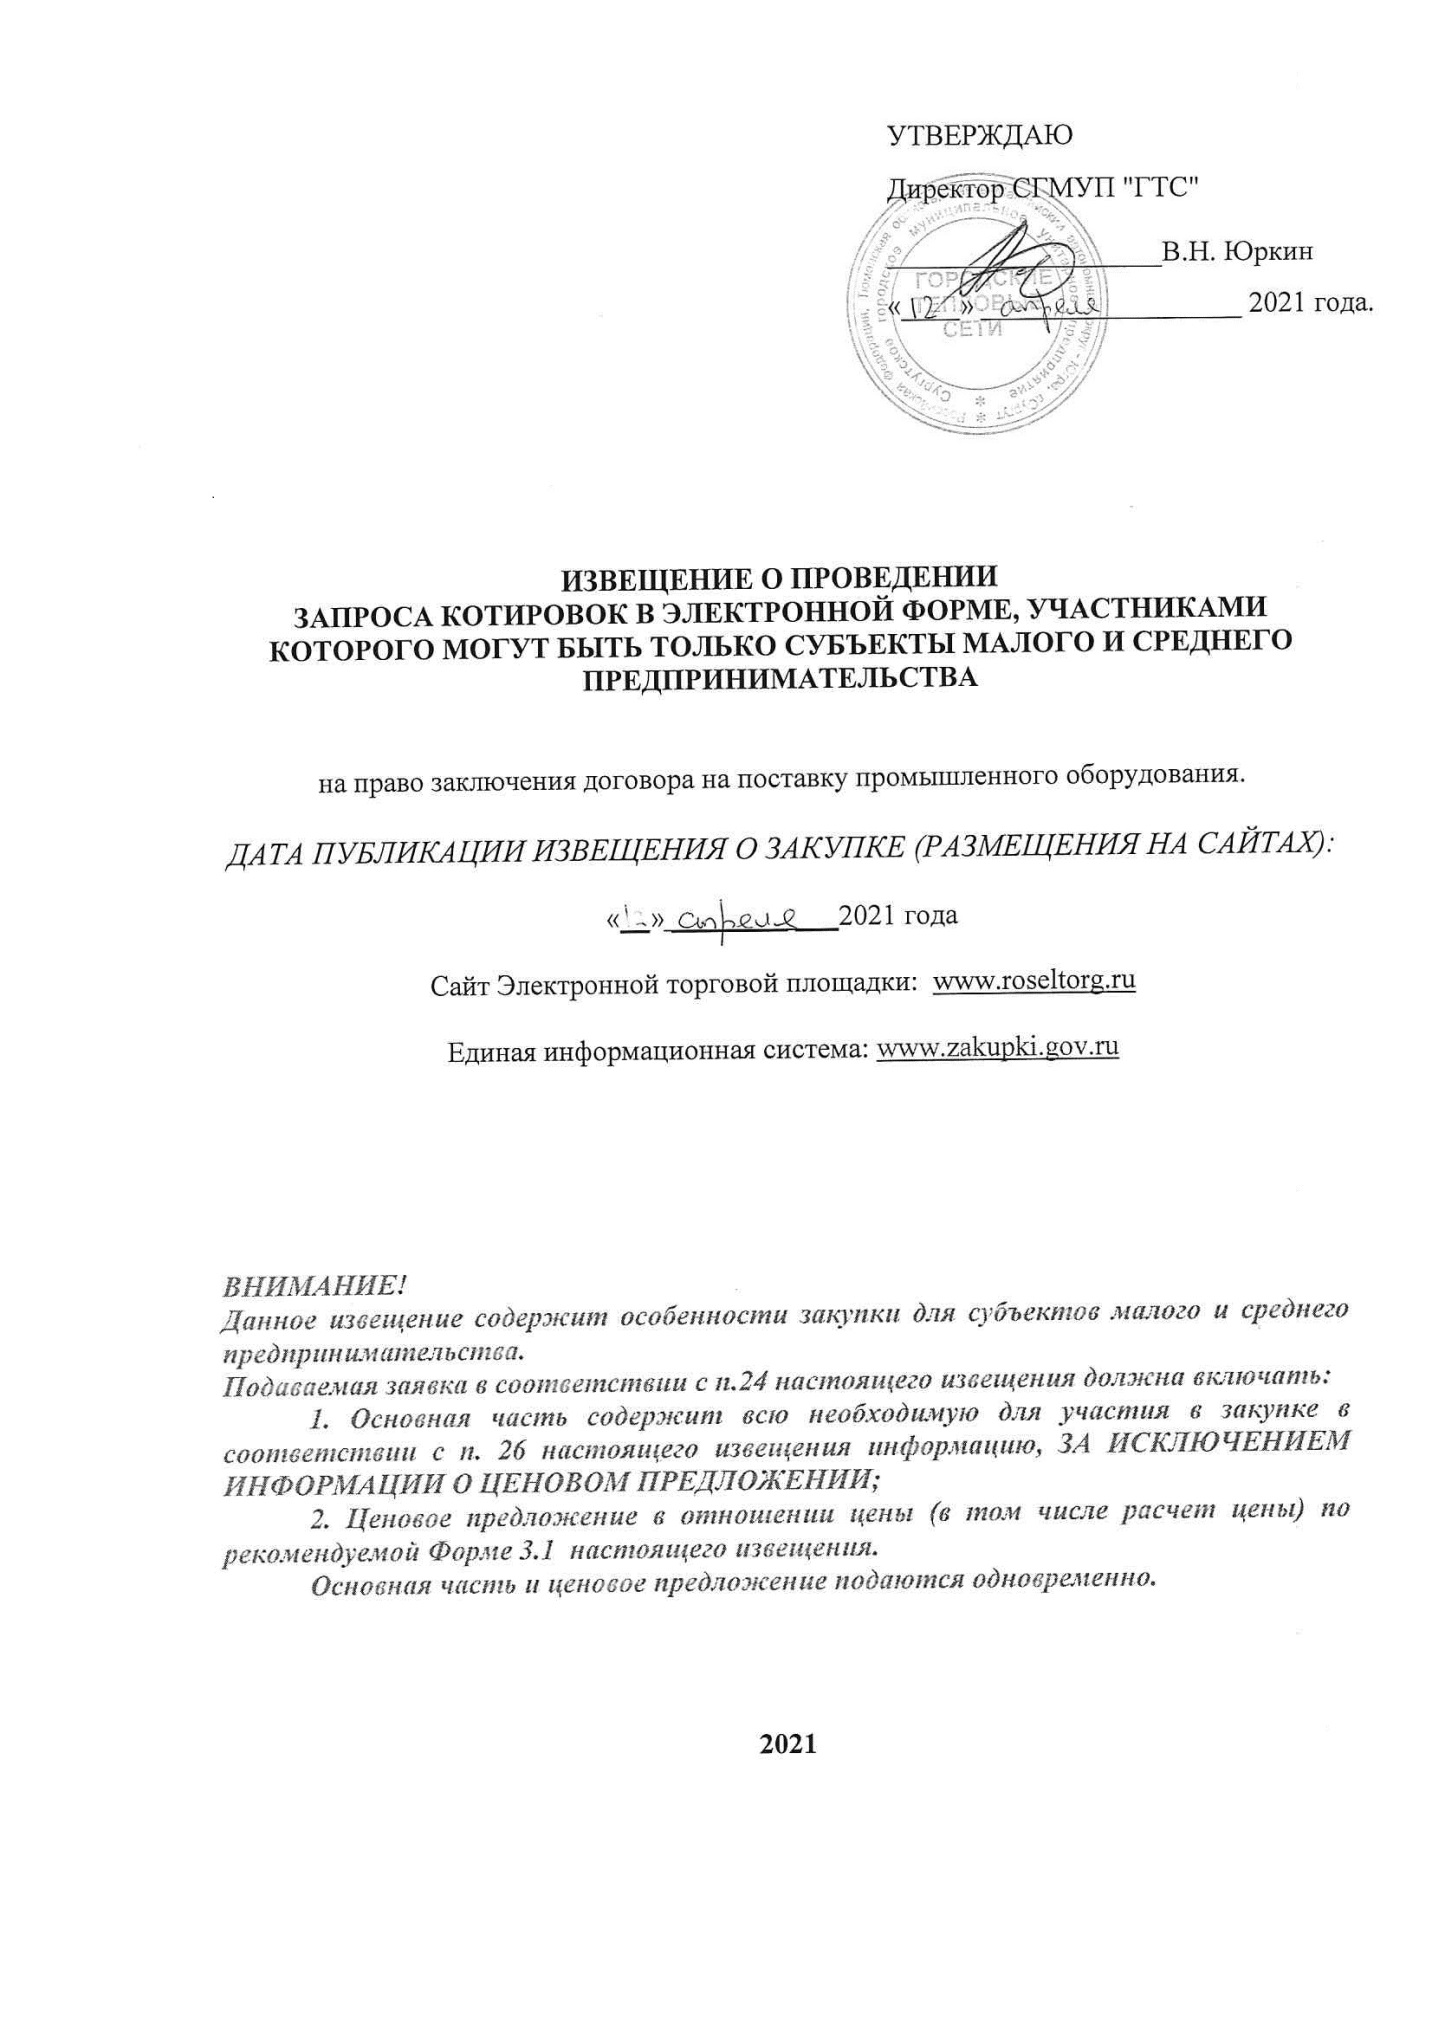 УТВЕРЖДАЮ
Директор СГМУП "ГТС"
В.Н. Юркин
«12» апреля 2021 года.
ГОРОДСКИЕ
ТЕПЛОВЫЕ
СЕТИ
ИЗВЕЩЕНИЕ О ПРОВЕДЕНИИ
ЗАПРОСА КОТИРОВОК В ЭЛЕКТРОННОЙ ФОРМЕ, УЧАСТНИКАМИ
КОТОРОГО МОГУТ БЫТЬ ТОЛЬКО СУБЪЕКТЫ МАЛОГО И СРЕДНЕГО
ПРЕДПРИНИМАТЕЛЬСТВА
на право заключения договора на поставку промышленного оборудования.
ДАТА ПУБЛИКАЦИИ ИЗВЕЩЕНИЯ О ЗАКУПКЕ (РАЗМЕЩЕНИЯ НА САЙТАХ):
«12» апреля 2021 года
Сайт Электронной торговой площадки: www.roseltorg.ru
Единая информационная система: www.zakupki.gov.ru
ВНИМАНИЕ!
Данное извещение содержит особенности закупки для субъектов малого и среднего
предпринимательства.
Подаваемая заявка в соответствии с п.24 настоящего извещения должна включать:
1. Основная часть содержит всю необходимую для участия в закупке в
соответствии с п. 26 настоящего извещения информацию, ЗА ИСКЛЮЧЕНИЕМ
ИНФОРМАЦИИ О ЦЕНОВОМ ПРЕДЛОЖЕНИИ;
2. Ценовое предложение в отношении цены (в том числе расчет цены) по
рекомендуемой Форме 3.1 настоящего извещения.
Основная часть и ценовое предложение подаются одновременно.
2021